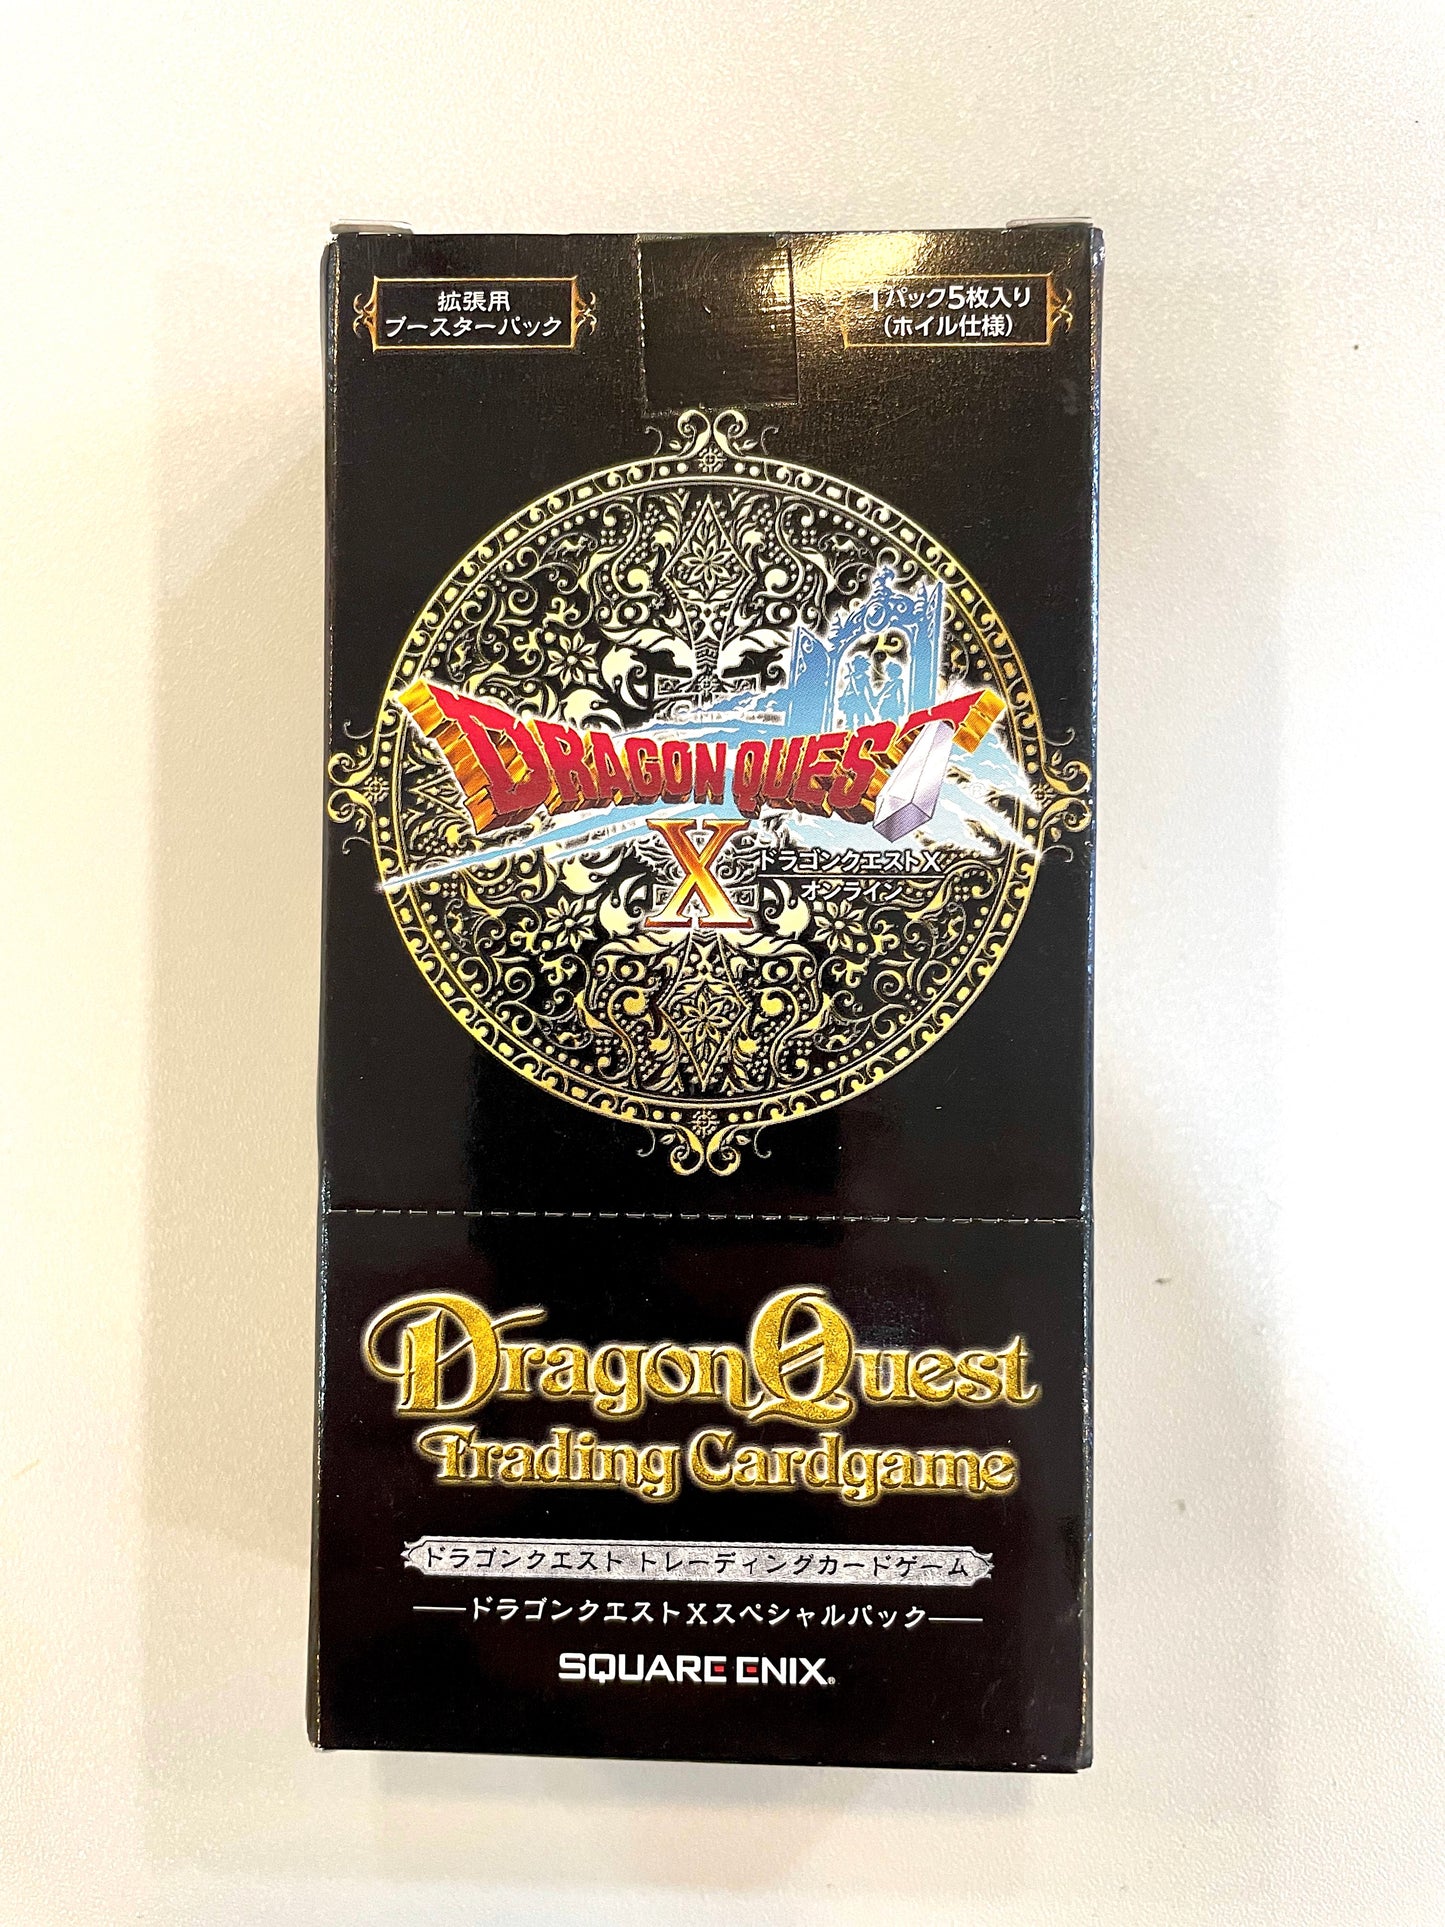 拡張用
ブースターパック
1パック5枚入り
(ホイル仕様)
DRAGON QUEST
X
ドラゴンクエストX
オンライン
DragonQuest
Trading Cardgame
ドラゴンクエスト トレーディングカードゲーム
ドラゴンクエストXスペシャルパック
SQUARE ENIX®